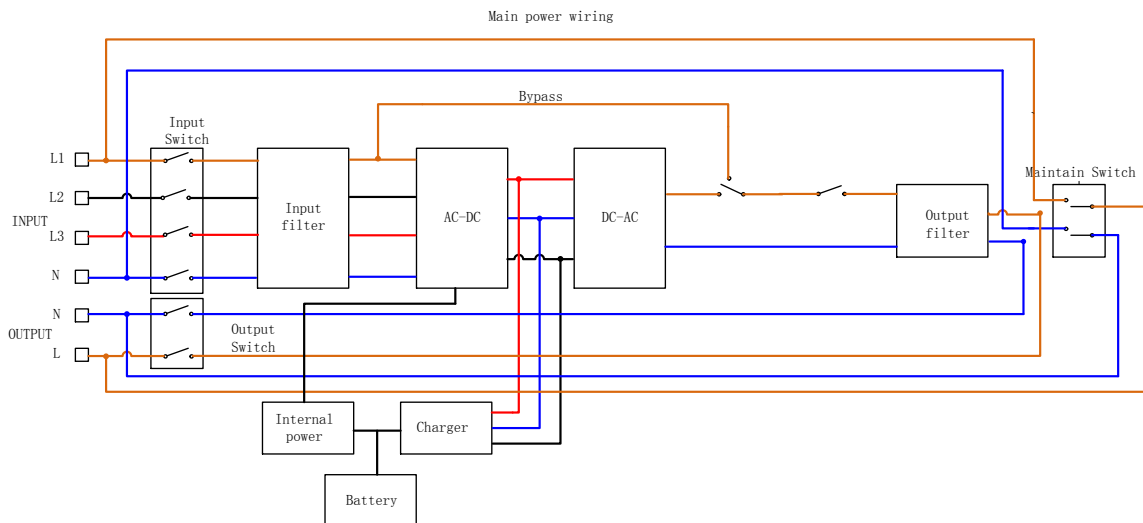 Main power wiring
Bypass
Input
Switch
L1
L2
INPUT
L3
N
N
OUTPUT
L
Input
filter
AC-DC
DC-AC
Output
filter
Maintain Switch
Output
Switch
Internal
power
Charger
Battery